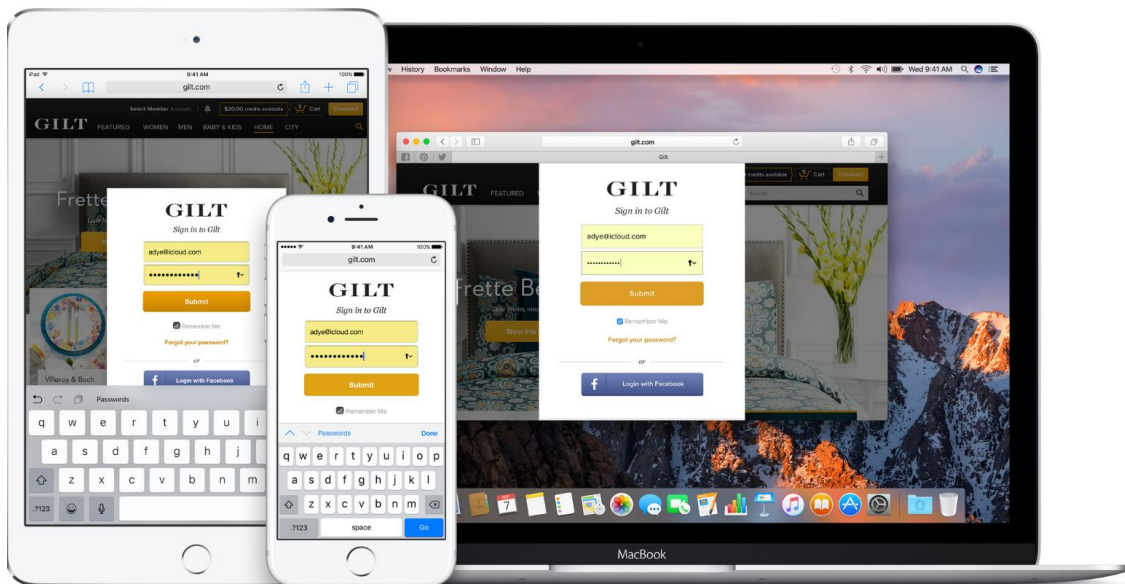 iPad
9:41 AM
100%
gilt.com
Select Member Account
$20.00 credits available
Cart
Checkout
GILT FEATURED WOMEN MEN BABY & KIDS HOME CITY
Frette
GILT
Sign in to Gilt
adye@icloud.com
Submit
Remember Me
Forgot your password?
or
f Login with Facebook
Villeroy & Boch
Passwords
q w e r t y u i
a s d f g h j
z x c v b n m
.?123
9:41 AM
100%
gilt.com
GILT
Sign in to Gilt
adye@icloud.com
Submit
Remember Me
Passwords
Done
q w e r t y u i o p
a s d f g h j k l
z x c v b n m
.?123 space Go
History Bookmarks Window Help
Wed 9:41 AM
gilt.com
Gilt
GILT FEATURED
credits available
Cart
Checkout
Search
GILT
Sign in to Gilt
adye@icloud.com
Frette Be
Shop this
Submit
Remember Me
Forgot your password?
or
f Login with Facebook
7
MacBook